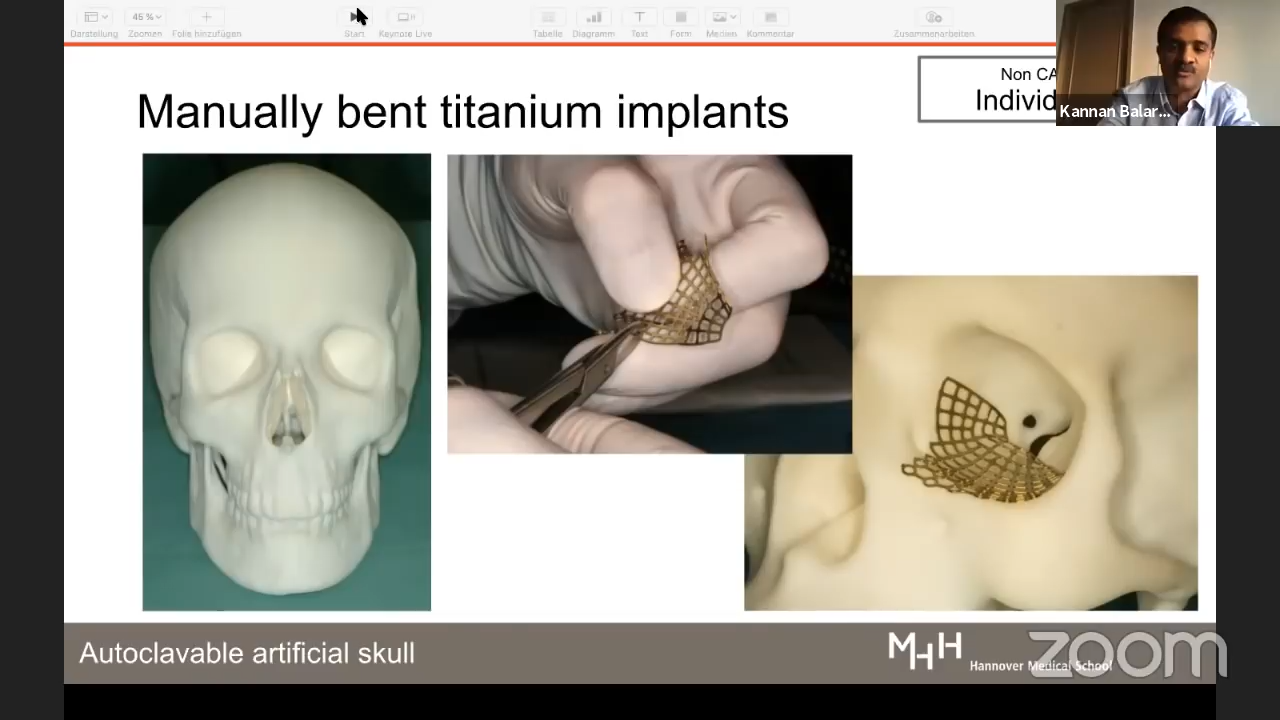 Darstellung
45 %
Zoomen
Folie hinzufügen
Start
Keynote Live
Tabelle
Diagramm
Text
Form
Medien
Kommentar
Zusammenarbeiten
Non CA
Individ
Kannan Balar...
Manually bent titanium implants
Autoclavable artificial skull
MHH
Hannover Medical School
zoom